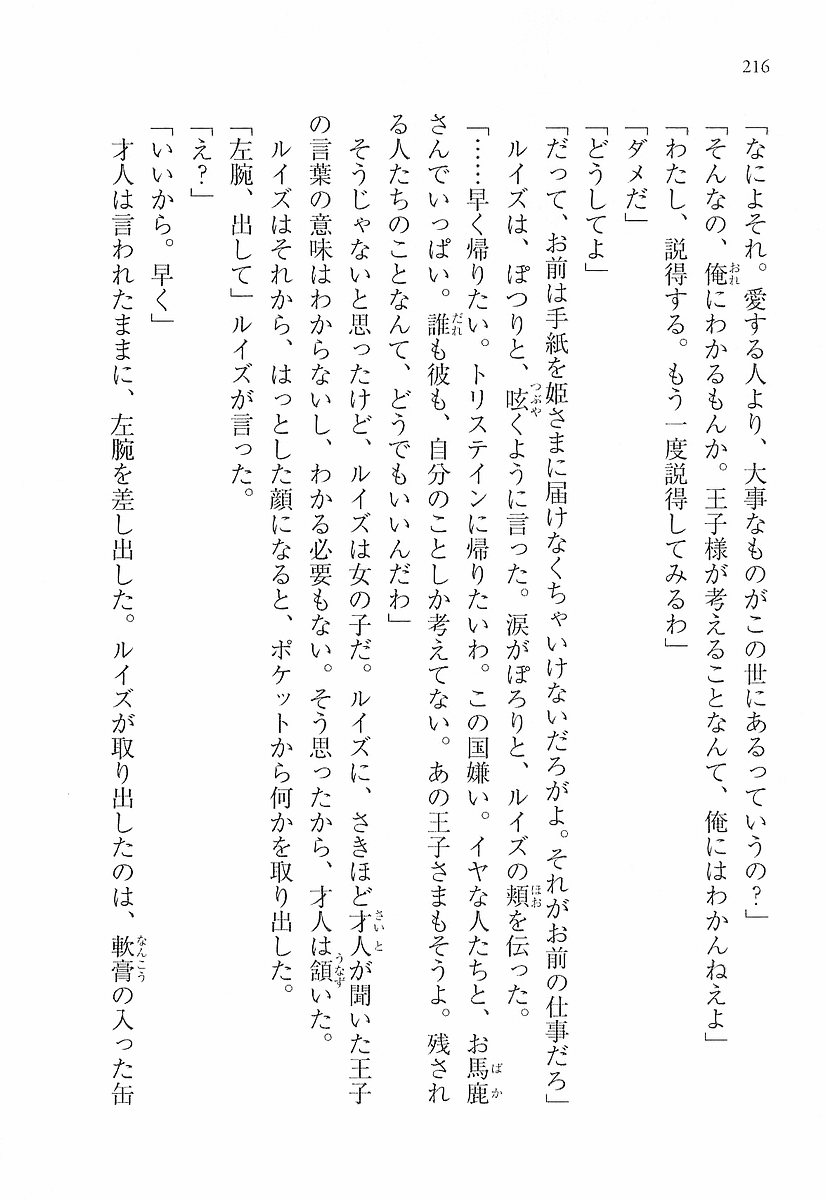 216
「なによそれ。愛する人より、大事なものがこの世にあるっていうの？」
「そんなの、俺にわかるもんか。王子様が考えることなんて、俺にはわかんねえよ」
「わたし、説得する。もう一度説得してみるわ」
「ダメだ」
「どうしてよ」
「だって、お前は手紙を姫さまに届けなくちゃいけないだろがよ。それがお前の仕事だろ」
ルイズは、ぽつりと、呟くように言った。涙がぽろりと、ルイズの頬を伝った。
「……早く帰りたい。トリステインに帰りたいわ。この国嫌い。イヤな人たちと、お馬鹿
さんでいっぱい。誰も彼も、自分のことしか考えてない。あの王子さまもそうよ。残され
る人たちのことなんて、どうでもいいんだわ」
そうじゃないと思ったけど、ルイズは女の子だ。ルイズに、さきほど才人が聞いた王子
の言葉の意味はわからないし、わかる必要もない。そう思ったから、才人は頷いた。
ルイズはそれから、はっとした顔になると、ポケットから何かを取り出した。
「左腕、出して」ルイズが言った。
「え？」
「いいから。早く」
才人は言われたままに、左腕を差し出した。ルイズが取り出したのは、軟膏の入った缶